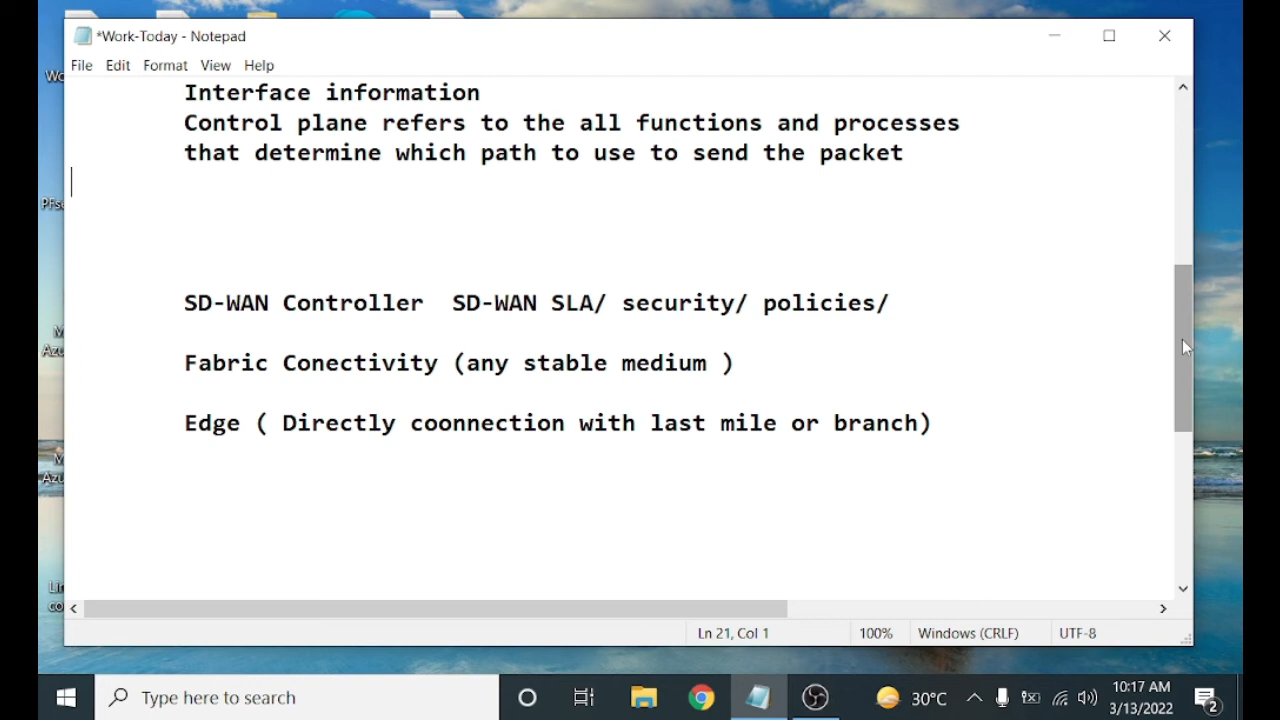 *Work-Today - Notepad
File Edit Format View Help
Interface information
Control plane refers to the all functions and processes
that determine which path to use to send the packet
SD-WAN Controller  SD-WAN SLA/ security/ policies/
Fabric Conectivity (any stable medium )
Edge ( Directly coonnection with last mile or branch)
Ln 21, Col 1 100% Windows (CRLF) UTF-8
Type here to search
30°C
10:17 AM
3/13/2022
2